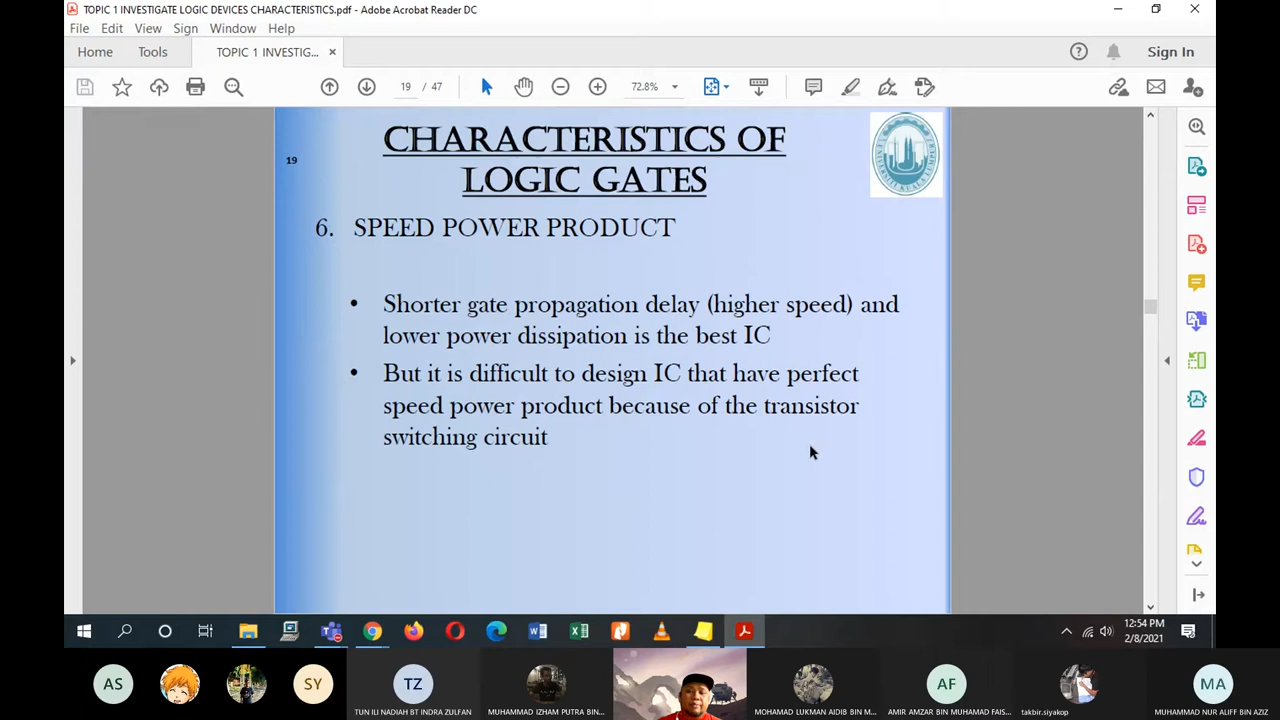 TOPIC 1 INVESTIGATE LOGIC DEVICES CHARACTERISTICS.pdf - Adobe Acrobat Reader DC
File Edit View Sign Window Help
Home Tools TOPIC 1 INVESTIG... × Sign In
19 / 47 72.8%
19
CHARACTERISTICS OF
LOGIC GATES
6. SPEED POWER PRODUCT
• Shorter gate propagation delay (higher speed) and
lower power dissipation is the best IC
• But it is difficult to design IC that have perfect
speed power product because of the transistor
switching circuit
12:54 PM
2/8/2021
AS
SY
TZ
AF
MA
TUN ILI NADIAH BT INDRA ZULFAN
MUHAMMAD IZHAM PUTRA BIN...
MOHAMAD LUKMAN AIDIB BIN M...
AMIR AMZAR BIN MUHAMAD FAIS...
takbir.siyakop
MUHAMMAD NUR ALIFF BIN AZIZ